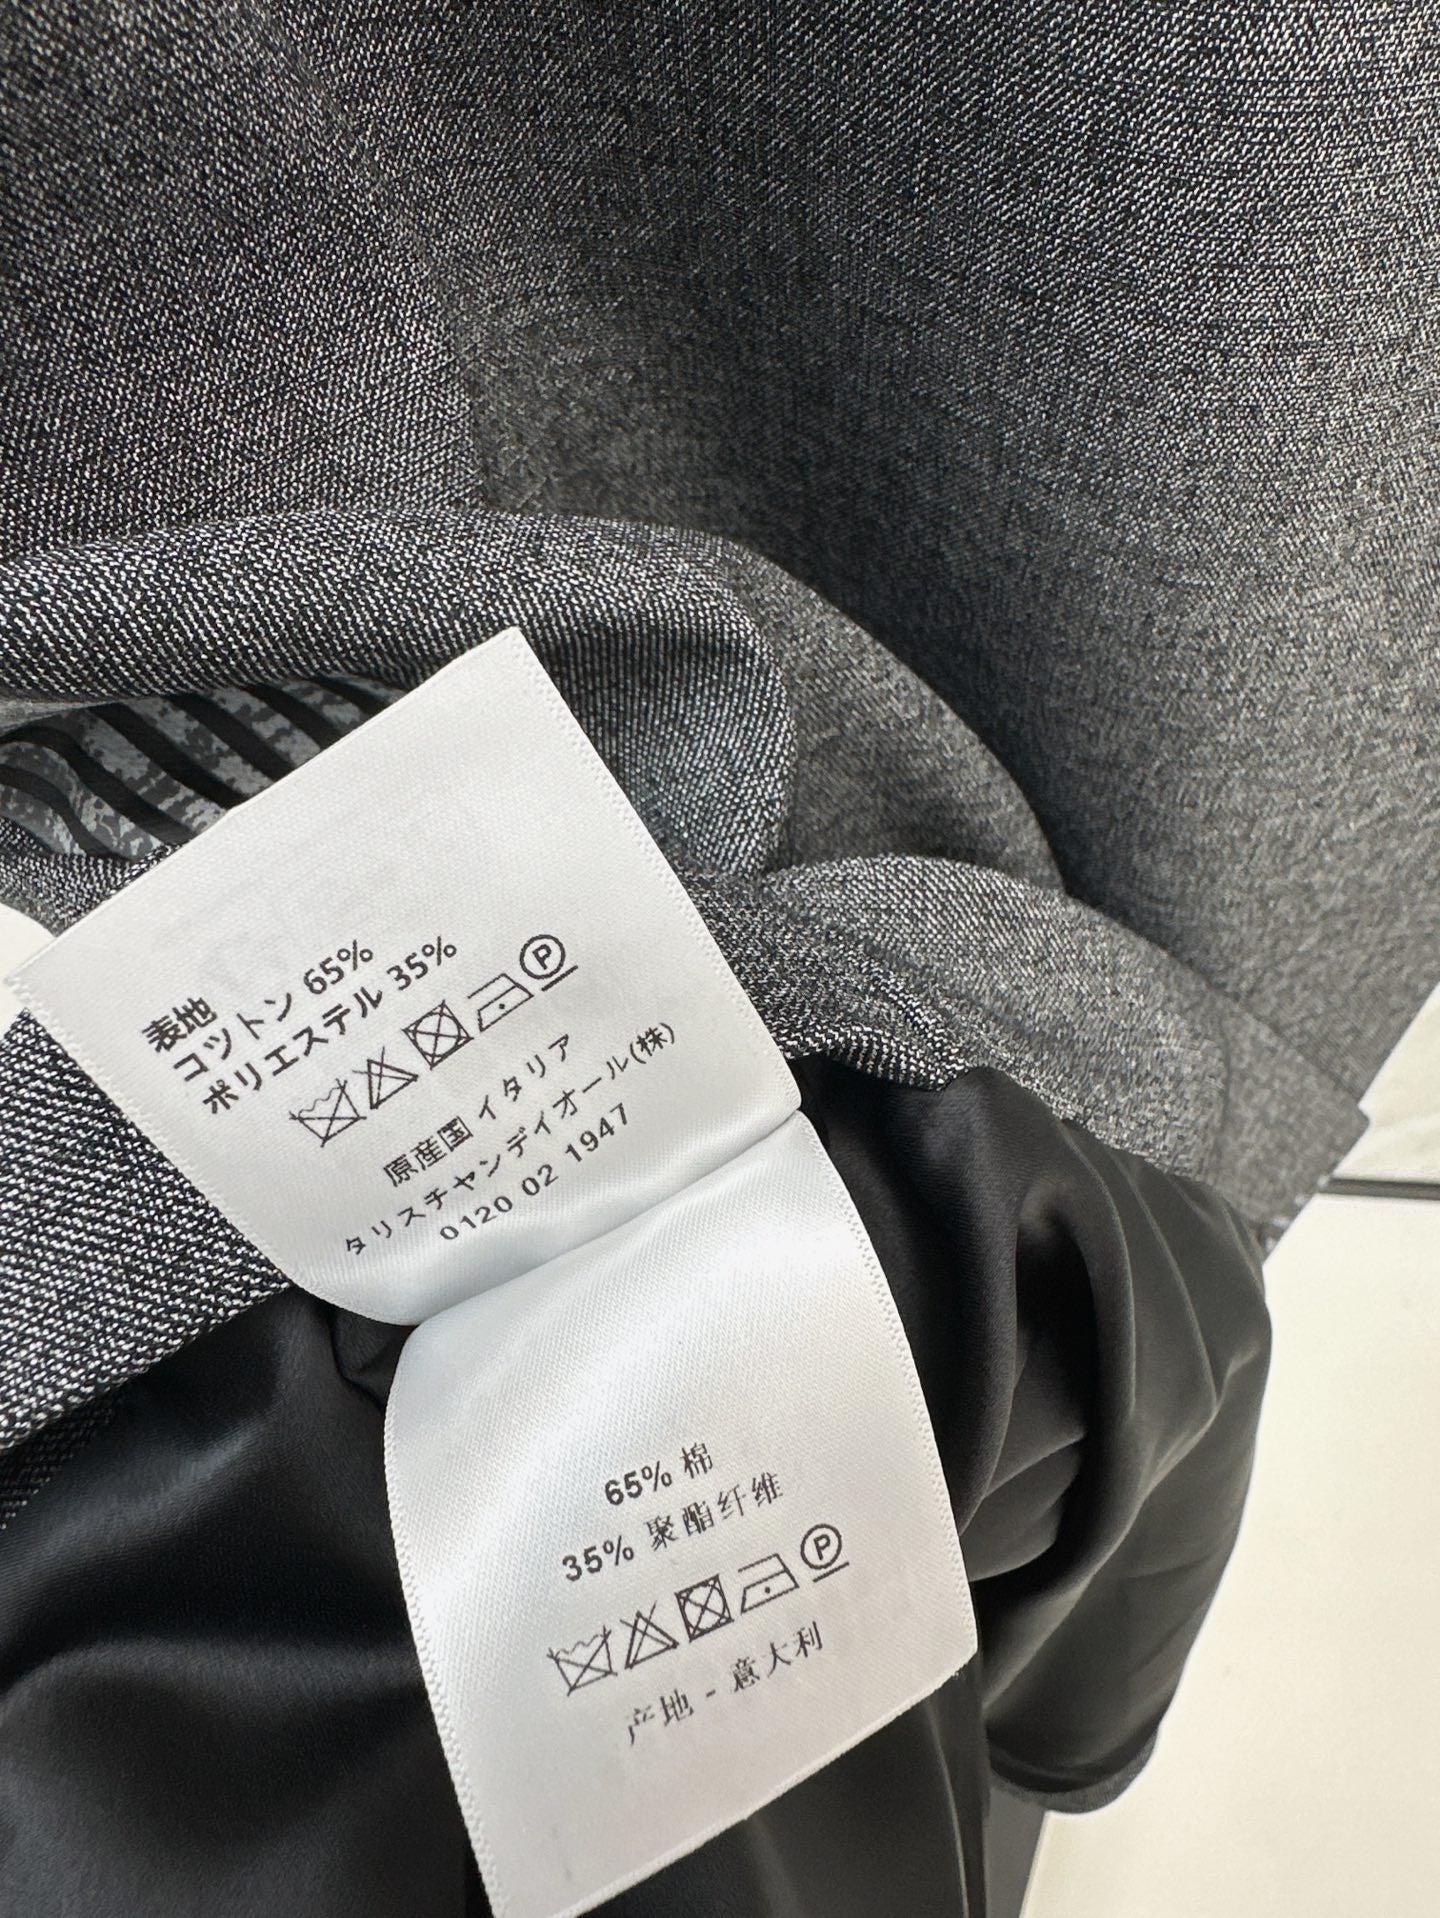 表地
コットン 65%
ポリエステル 35%
P
原産国 イタリア
タリスチャンデイオール(株)
0120 02 1947
65% 棉
35% 聚酯纤维
P
产地 - 意大利